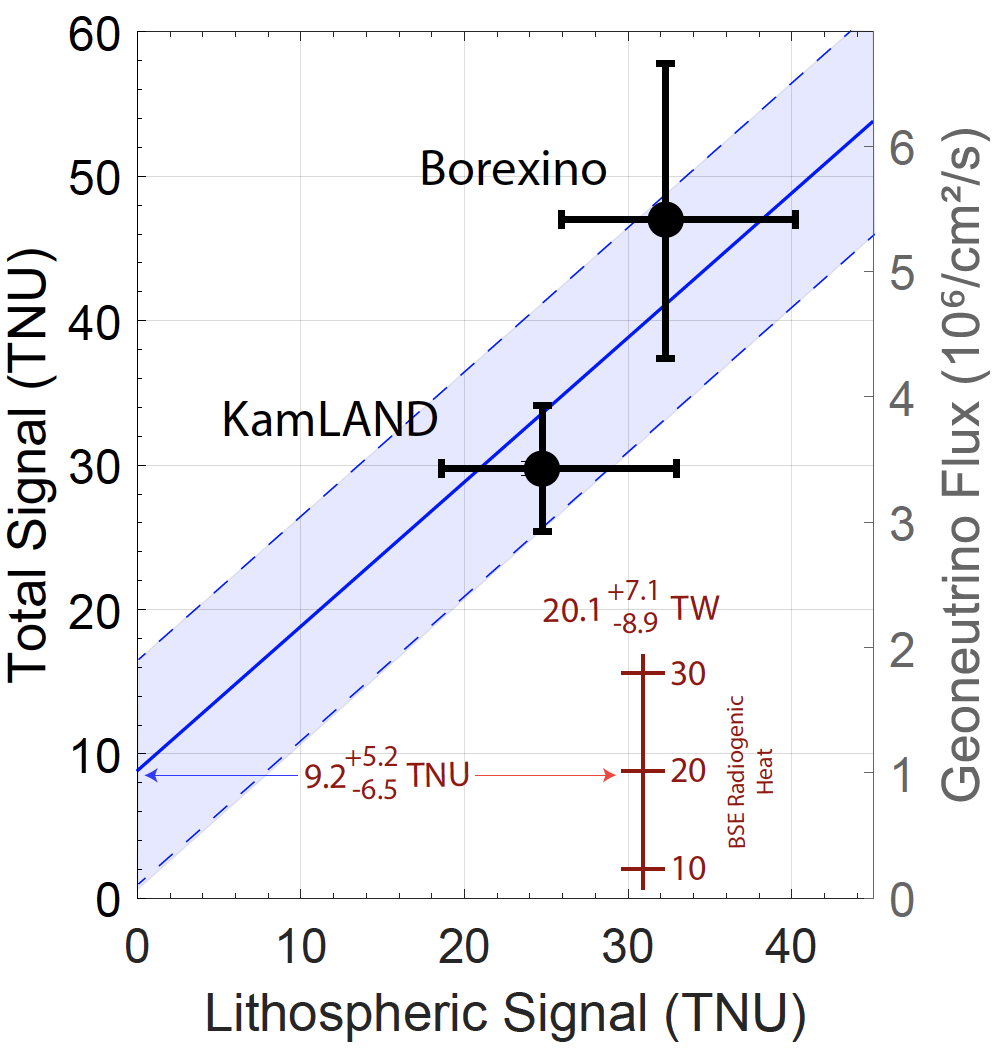 Total Signal (TNU)
60
50
40
30
20
10
0
Borexino
KamLAND
20.1 +7.1 -8.9 TW
30
20
10
BSE Radiogenic
Heat
9.2 +5.2 -6.5 TNU
6
5
4
3
2
1
0
Geoneutrino Flux (10⁶/cm²/s)
0 10 20 30 40
Lithospheric Signal (TNU)